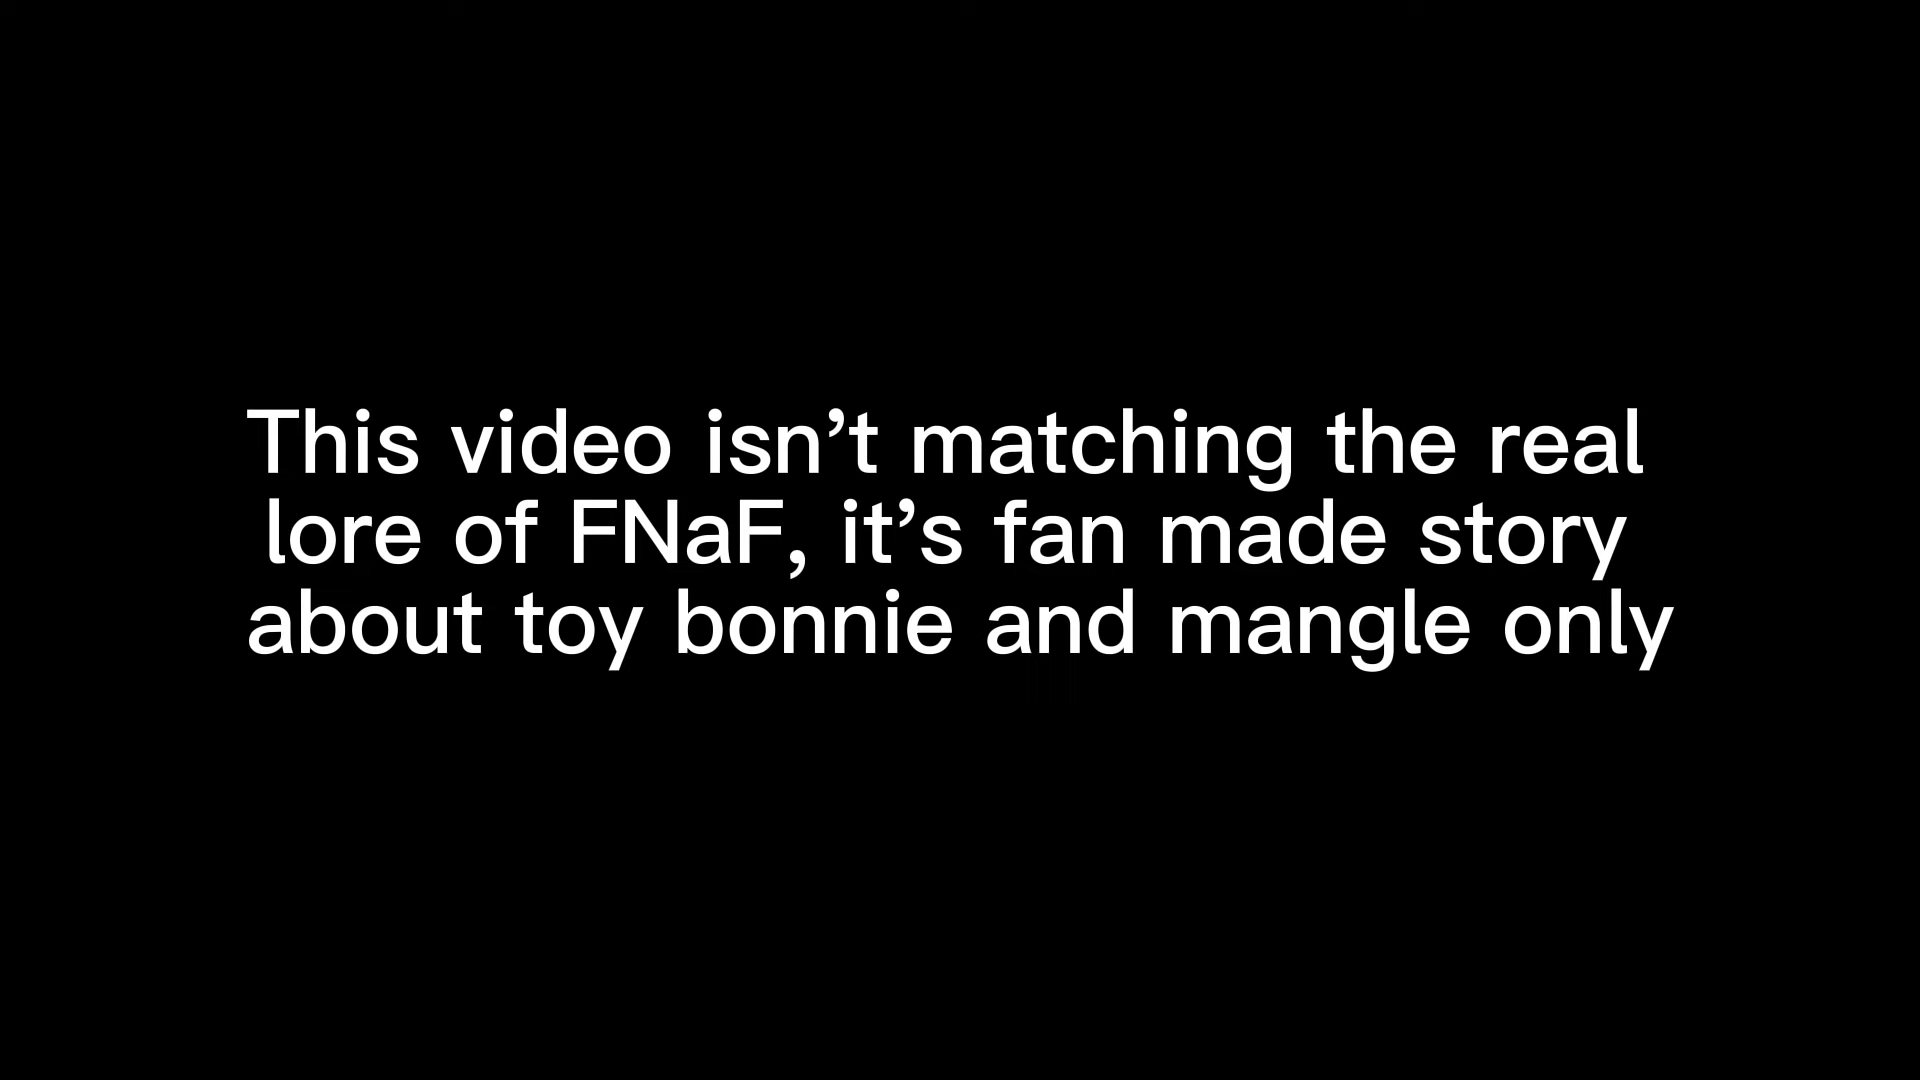 This video isn’t matching the real
lore of FNaF, it’s fan made story
about toy bonnie and mangle only